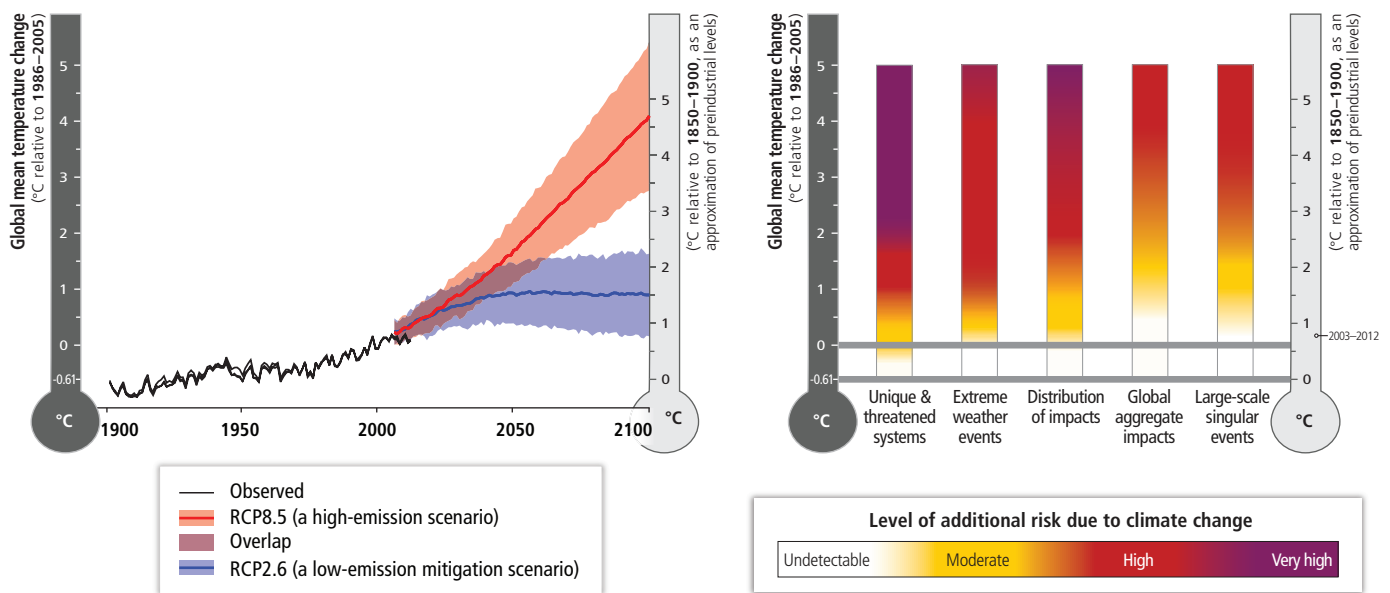 Global mean temperature change
(°C relative to 1986–2005)
5
4
3
2
1
0
-0.61
°C
1900
1950
2000
2050
2100
5
4
3
2
1
0
°C
(°C relative to 1850–1900, as an
approximation of preindustrial levels)
Observed
RCP8.5 (a high-emission scenario)
Overlap
RCP2.6 (a low-emission mitigation scenario)
Global mean temperature change
(°C relative to 1986–2005)
5
4
3
2
1
0
-0.61
°C
Unique &
threatened
systems
Extreme
weather
events
Distribution
of impacts
Global
aggregate
impacts
Large-scale
singular
events
5
4
3
2
1
0
2003–2012
°C
(°C relative to 1850–1900, as an
approximation of preindustrial levels)
Level of additional risk due to climate change
Undetectable Moderate High Very high